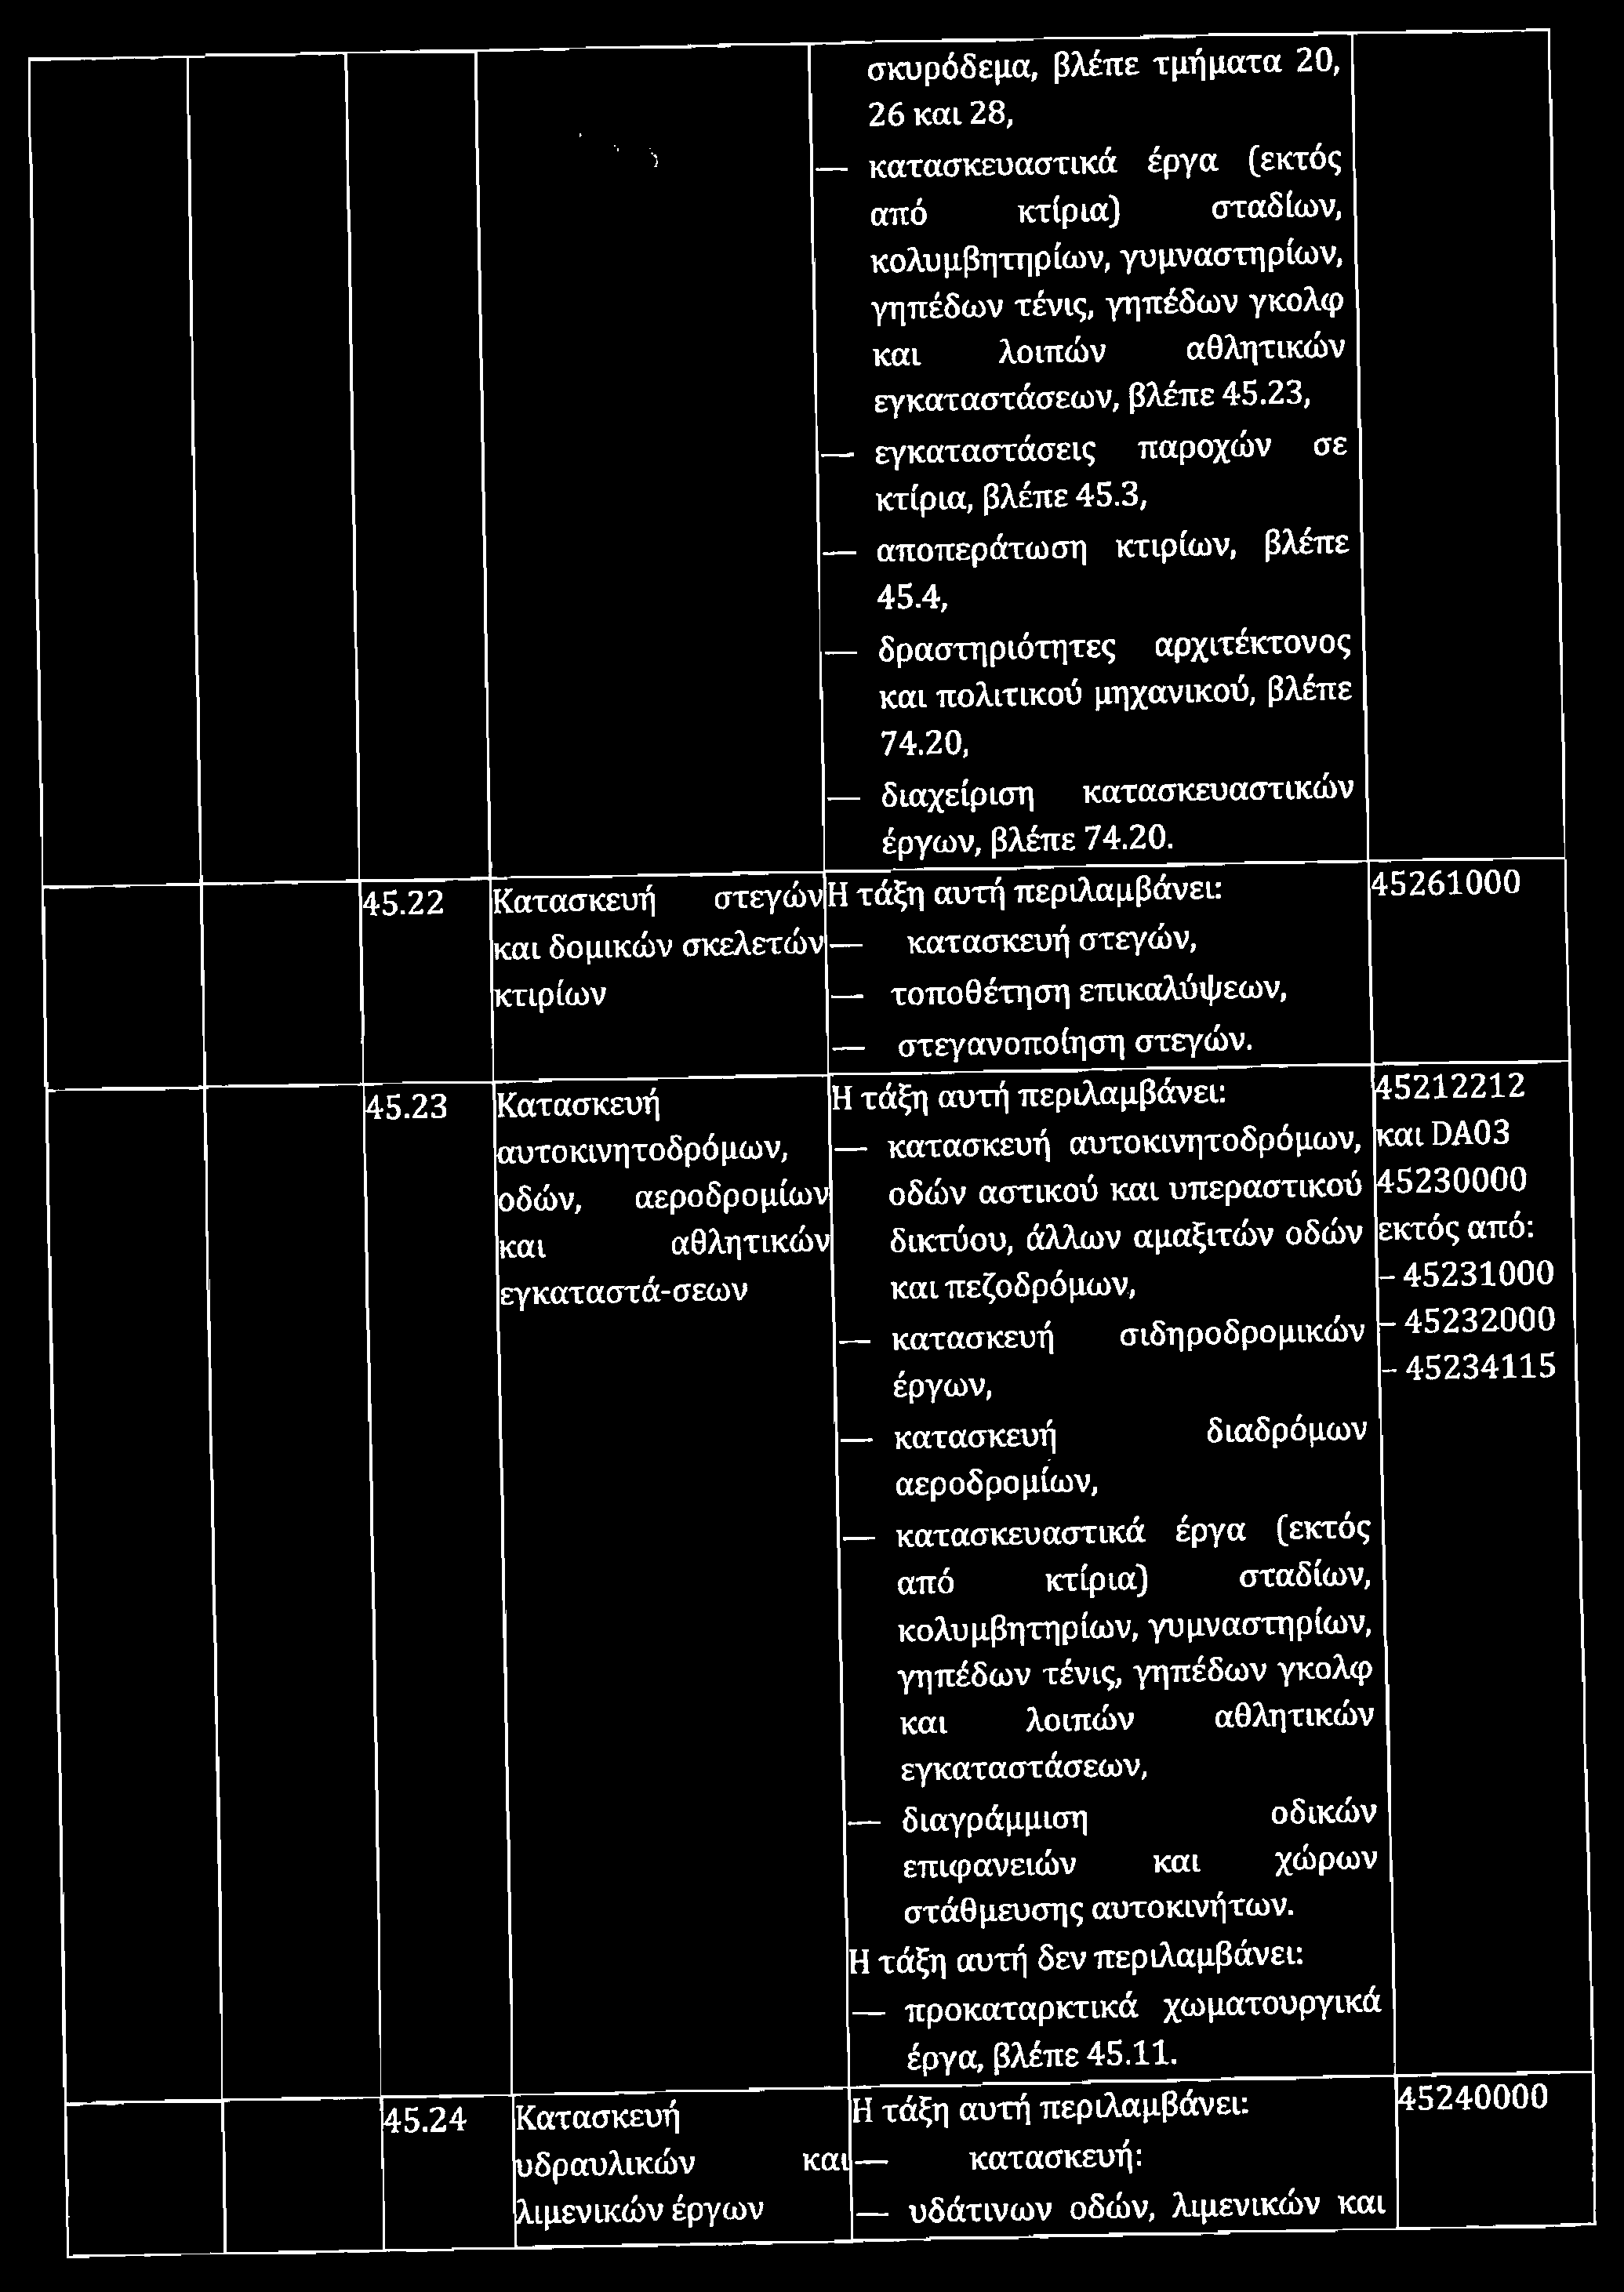 σκυρόδεμα, βλέπε τμήματα 20,
26 και 28,
— κατασκευαστικά έργα (εκτός
από κτίρια) σταδίων,
κολυμβητηρίων, γυμναστηρίων,
γηπέδων τένις, γηπέδων γκολφ
και λοιπών αθλητικών
εγκαταστάσεων, βλέπε 45.23,
— εγκαταστάσεις παροχών σε
κτίρια, βλέπε 45.3,
— αποπεράτωση κτιρίων, βλέπε
45.4,
— δραστηριότητες αρχιτέκτονος
και πολιτικού μηχανικού, βλέπε
74.20,
— διαχείριση κατασκευαστικών
έργων, βλέπε 74.20.
45.22
Κατασκευή στεγών
και δομικών σκελετών
κτιρίων
Η τάξη αυτή περιλαμβάνει:
— κατασκευή στεγών,
— τοποθέτηση επικαλύψεων,
— στεγανοποίηση στεγών.
45261000
45.23
Κατασκευή
αυτοκινητοδρόμων,
οδών, αεροδρομίων
και αθλητικών
εγκαταστά-σεων
Η τάξη αυτή περιλαμβάνει:
— κατασκευή αυτοκινητοδρόμων,
οδών αστικού και υπεραστικού
δικτύου, άλλων αμαξιτών οδών
και πεζοδρόμων,
— κατασκευή σιδηροδρομικών
έργων,
— κατασκευή διαδρόμων
αεροδρομίων,
— κατασκευαστικά έργα (εκτός
από κτίρια) σταδίων,
κολυμβητηρίων, γυμναστηρίων,
γηπέδων τένις, γηπέδων γκολφ
και λοιπών αθλητικών
εγκαταστάσεων,
— διαγράμμιση οδικών
επιφανειών και χώρων
στάθμευσης αυτοκινήτων.
Η τάξη αυτή δεν περιλαμβάνει:
— προκαταρκτικά χωματουργικά
έργα, βλέπε 45.11.
45212212
και DA03
45230000
εκτός από:
- 45231000
- 45232000
- 45234115
45.24
Κατασκευή
υδραυλικών και
λιμενικών έργων
Η τάξη αυτή περιλαμβάνει:
— κατασκευή:
— υδάτινων οδών, λιμενικών και
45240000